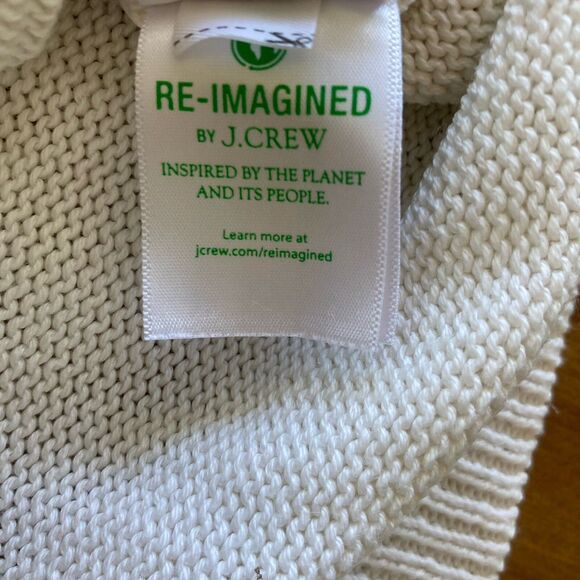 RE-IMAGINED
BY J.CREW
INSPIRED BY THE PLANET
AND ITS PEOPLE.
Learn more at
jcrew.com/reimagined